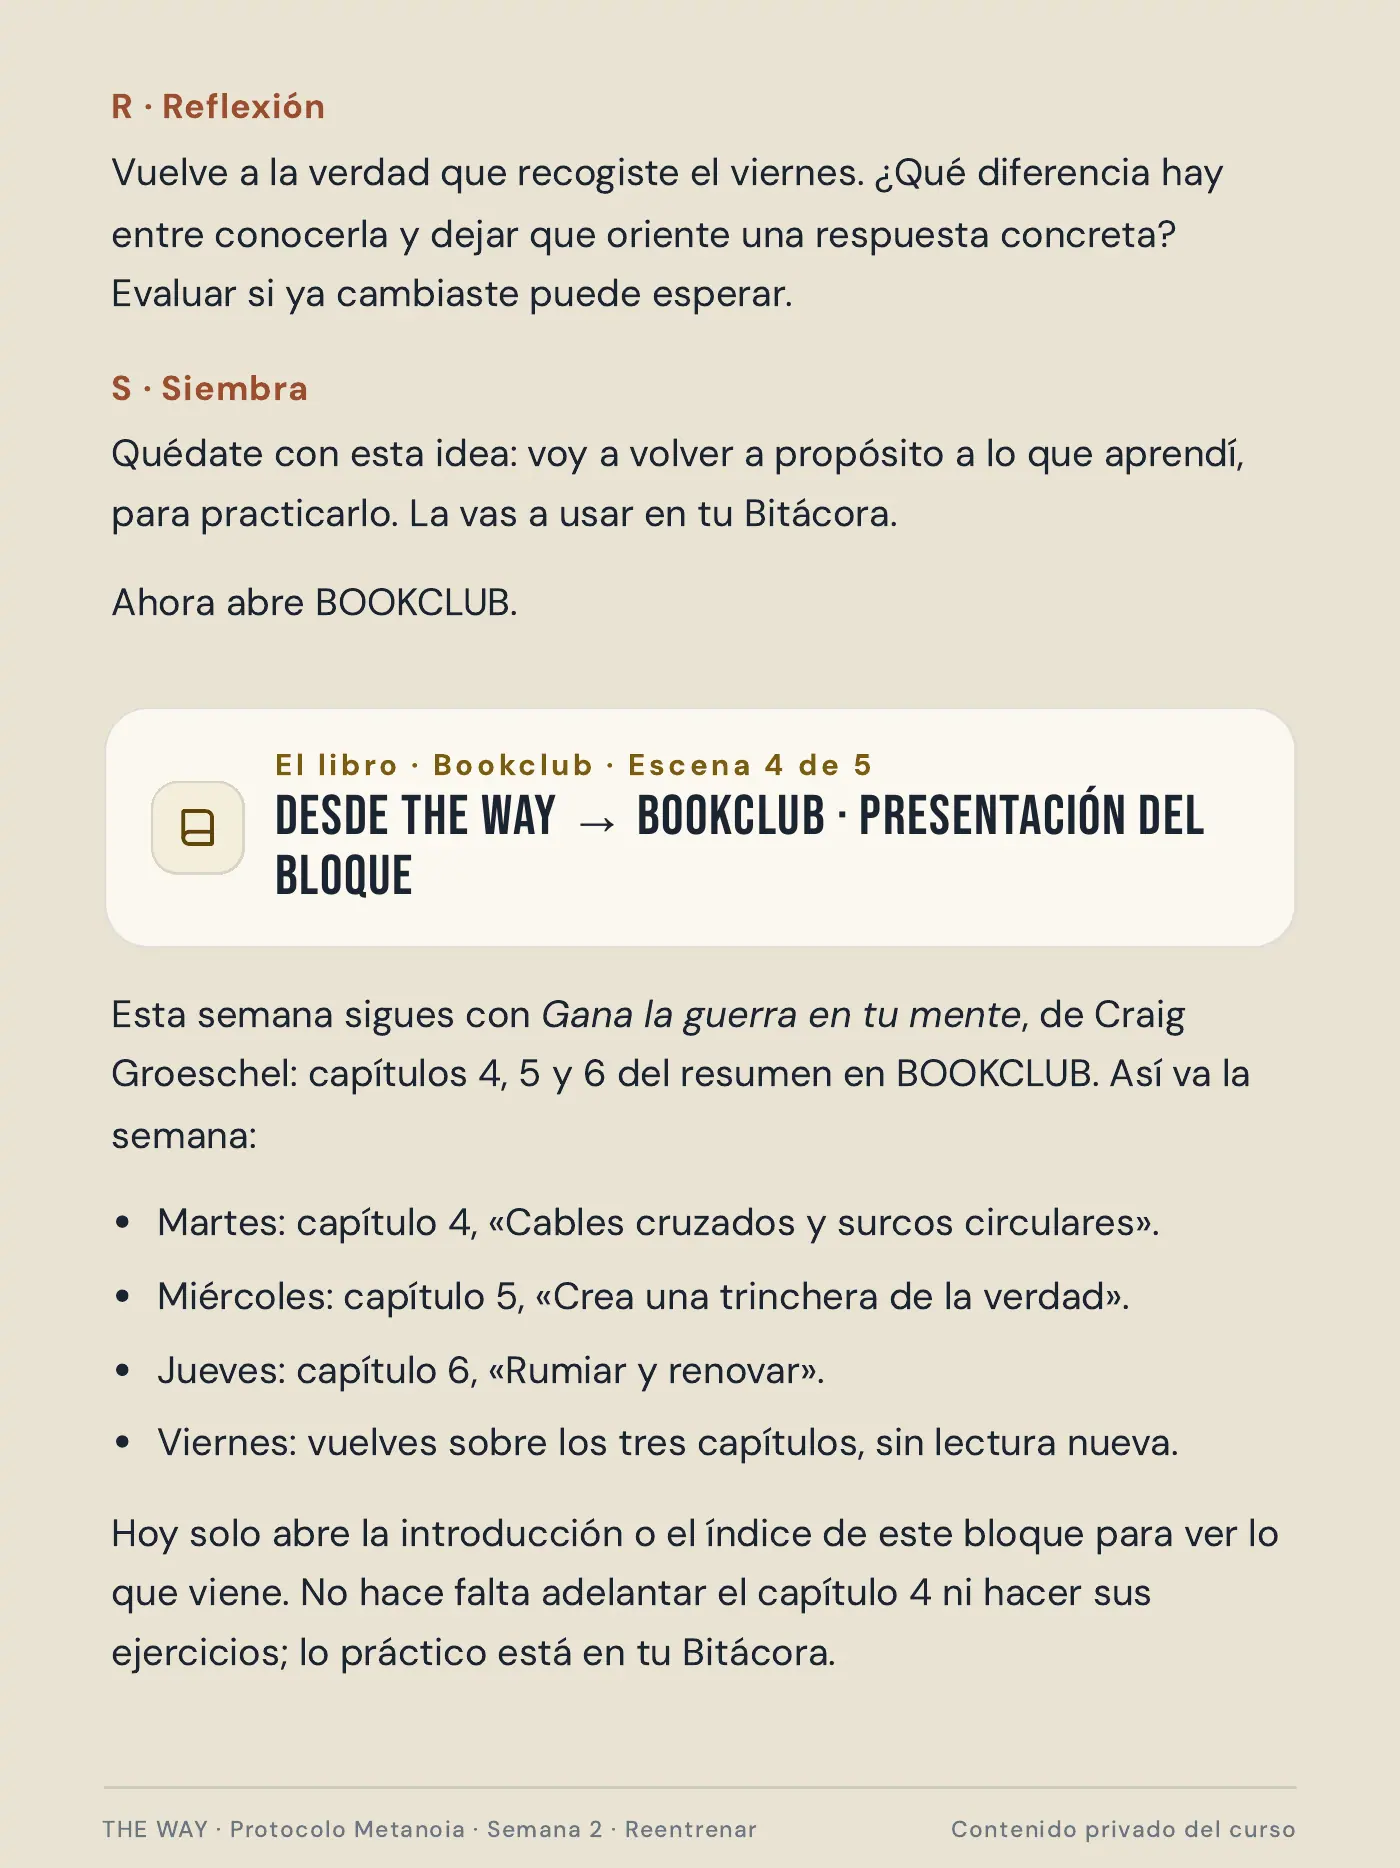 R · Reflexión
Vuelve a la verdad que recogiste el viernes. ¿Qué diferencia hay
entre conocerla y dejar que oriente una respuesta concreta?
Evaluar si ya cambiaste puede esperar.
S · Siembra
Quédate con esta idea: voy a volver a propósito a lo que aprendí,
para practicarlo. La vas a usar en tu Bitácora.
Ahora abre BOOKCLUB.
El libro · Bookclub · Escena 4 de 5
DESDE THE WAY → BOOKCLUB · PRESENTACIÓN DEL
BLOQUE
Esta semana sigues con Gana la guerra en tu mente, de Craig
Groeschel: capítulos 4, 5 y 6 del resumen en BOOKCLUB. Así va la
semana:
• Martes: capítulo 4, «Cables cruzados y surcos circulares».
• Miércoles: capítulo 5, «Crea una trinchera de la verdad».
• Jueves: capítulo 6, «Rumiar y renovar».
• Viernes: vuelves sobre los tres capítulos, sin lectura nueva.
Hoy solo abre la introducción o el índice de este bloque para ver lo
que viene. No hace falta adelantar el capítulo 4 ni hacer sus
ejercicios; lo práctico está en tu Bitácora.
THE WAY · Protocolo Metanoia · Semana 2 · Reentrenar
Contenido privado del curso